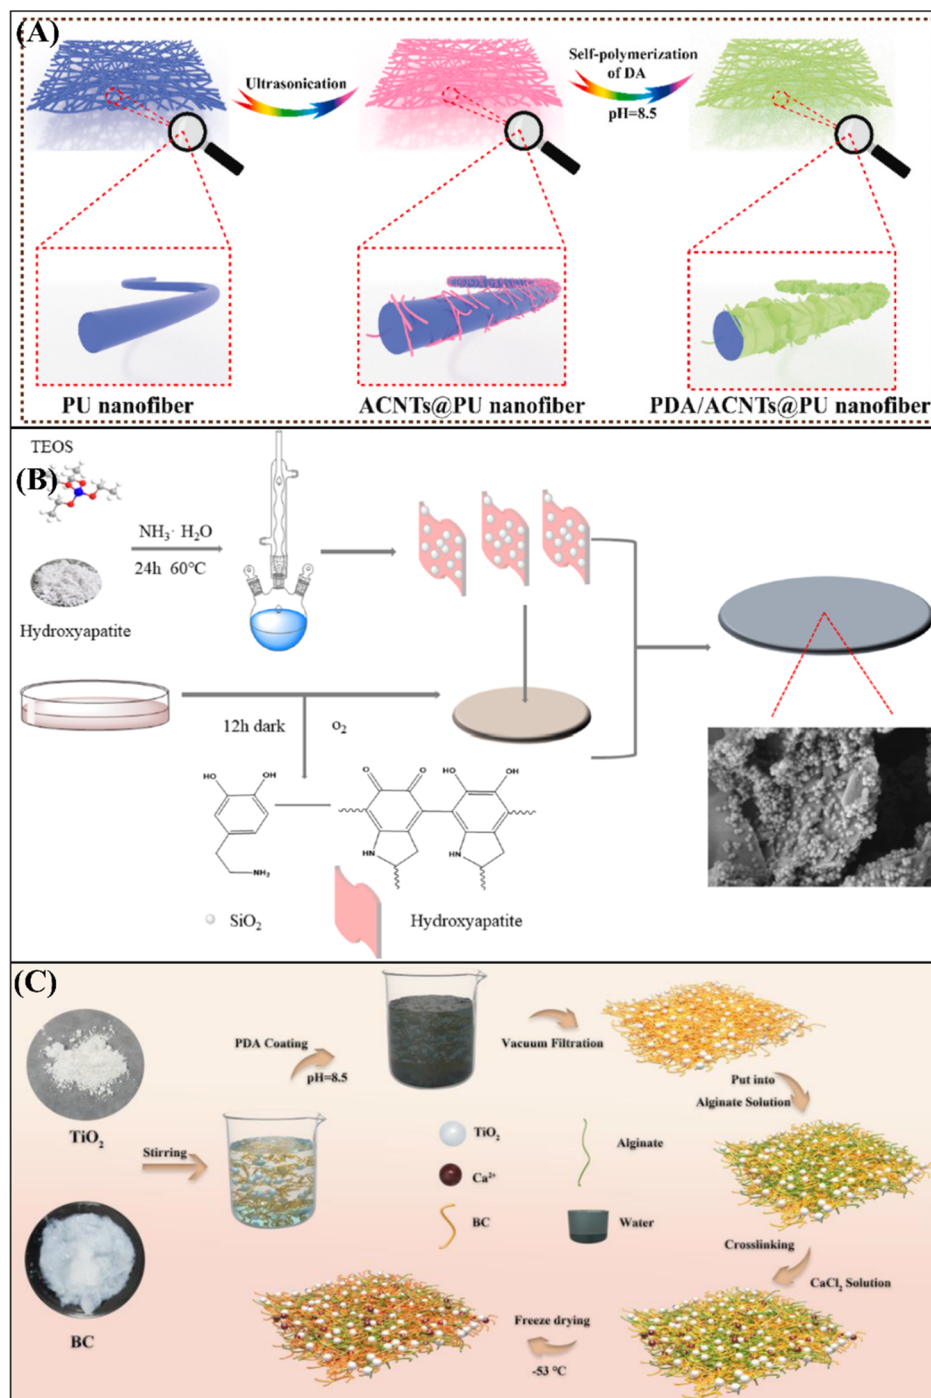 (A)
Ultrasonication
Self-polymerization
of DA
pH=8.5
PU nanofiber
ACNTs@PU nanofiber
PDA/ACNTs@PU nanofiber
(B)
TEOS
NH₃· H₂O
24h 60℃
Hydroxyapatite
12h dark
O₂
HO
OH
NH₂
O
O
HO
OH
HN
HN
SiO₂
Hydroxyapatite
(C)
TiO₂
BC
Stirring
PDA Coating
pH=8.5
Vacuum Filtration
Put into
Alginate Solution
TiO₂
Alginate
Ca²⁺
BC
Water
Crosslinking
CaCl₂ Solution
Freeze drying
-53 °C